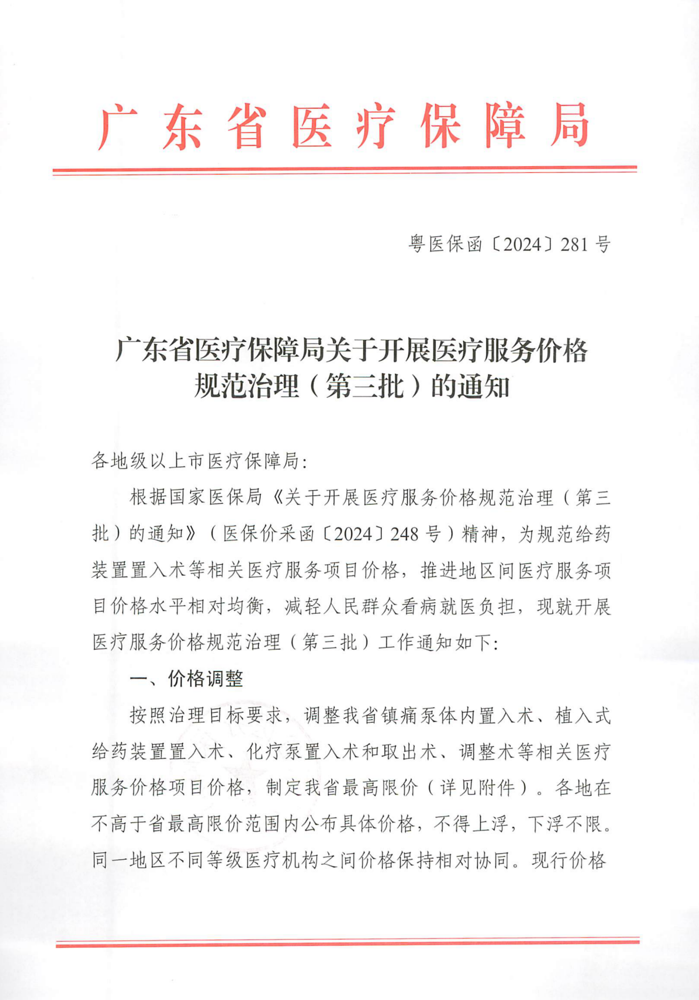 广东省医疗保障局
粤医保函〔2024〕281号
广东省医疗保障局关于开展医疗服务价格
规范治理（第三批）的通知
各地级以上市医疗保障局：
根据国家医保局《关于开展医疗服务价格规范治理（第三
批）的通知》（医保价采函〔2024〕248号）精神，为规范给药
装置置入术等相关医疗服务项目价格，推进地区间医疗服务项
目价格水平相对均衡，减轻人民群众看病就医负担，现就开展
医疗服务价格规范治理（第三批）工作通知如下：
一、价格调整
按照治理目标要求，调整我省镇痛泵体内置入术、植入式
给药装置置入术、化疗泵置入术和取出术、调整术等相关医疗
服务价格项目价格，制定我省最高限价（详见附件）。各地在
不高于省最高限价范围内公布具体价格，不得上浮，下浮不限。
同一地区不同等级医疗机构之间价格保持相对协同。现行价格